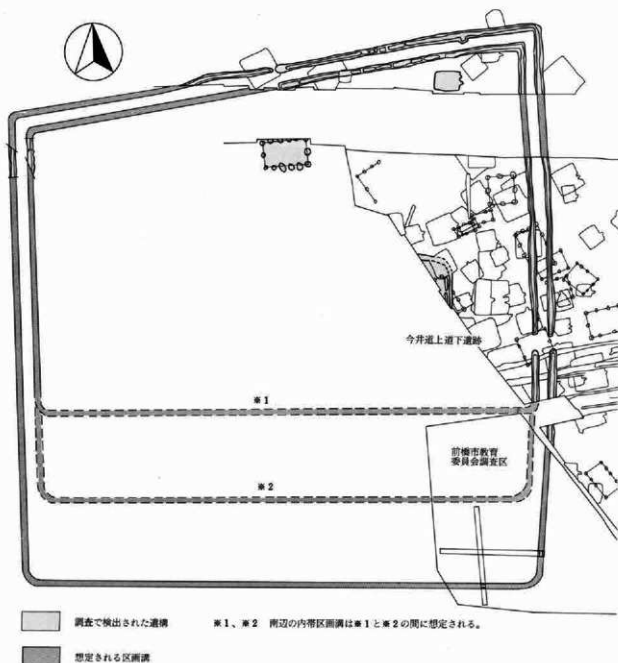 今井道上道下遺跡
※1
前橋市教育
委員会調査区
※2
調査で検出された遺構
※1、※2 南辺の内帯区画溝は※1と※2の間に想定される。
想定される区画溝